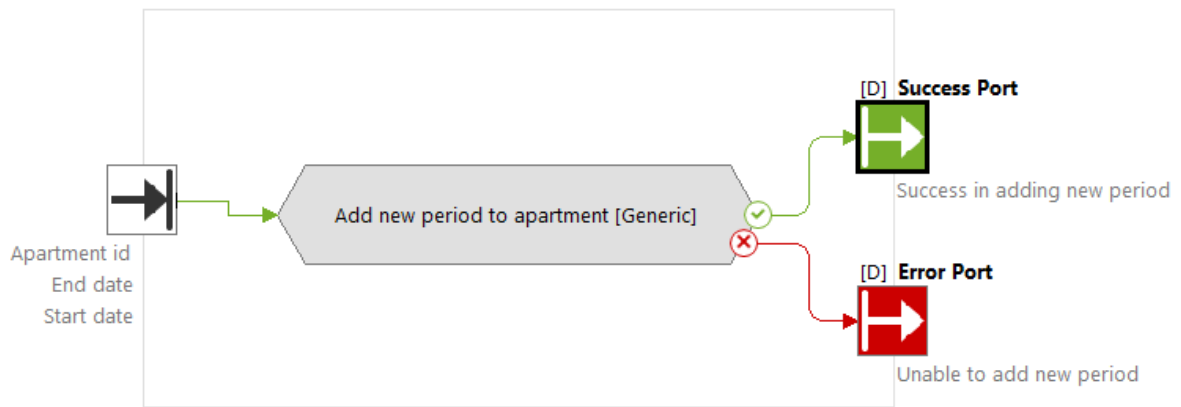 [D] Success Port
Success in adding new period
Add new period to apartment [Generic]
Apartment id
End date
Start date
[D] Error Port
Unable to add new period